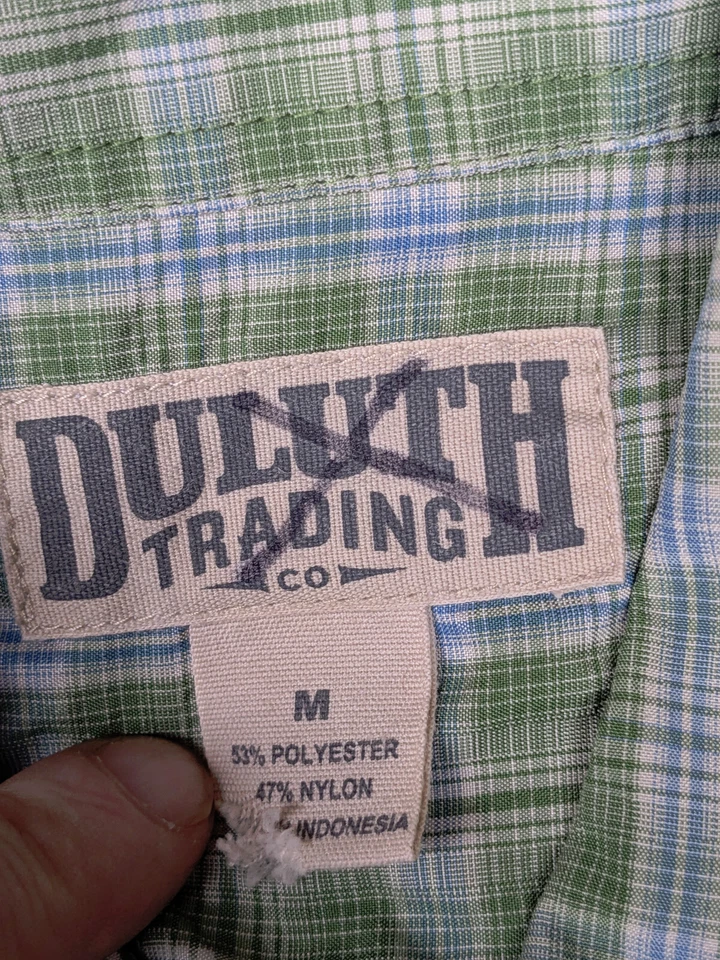 DULUTH
TRADING
CO
M
53% POLYESTER
47% NYLON
INDONESIA